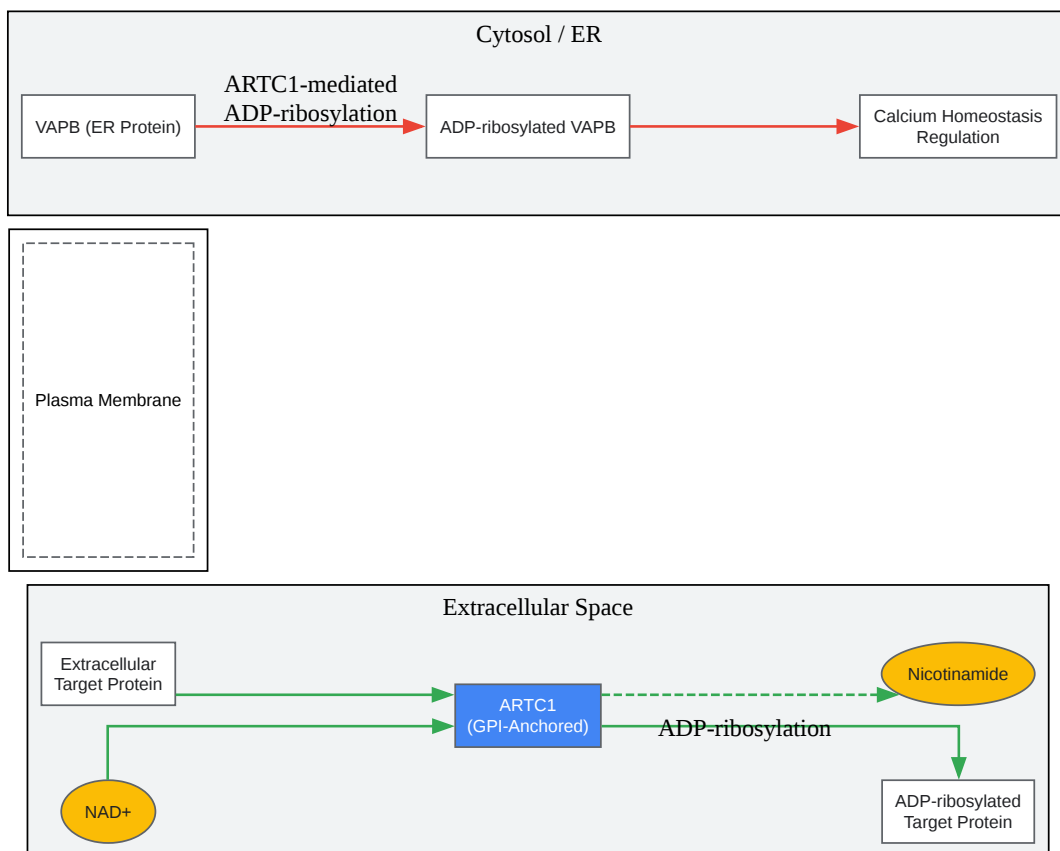 Cytosol / ER
ARTC1-mediated
ADP-ribosylation
VAPB (ER Protein)
ADP-ribosylated VAPB
Calcium Homeostasis
Regulation
Plasma Membrane
Extracellular Space
Extracellular
Target Protein
Nicotinamide
ARTC1
(GPI-Anchored)
ADP-ribosylation
NAD+
ADP-ribosylated
Target Protein